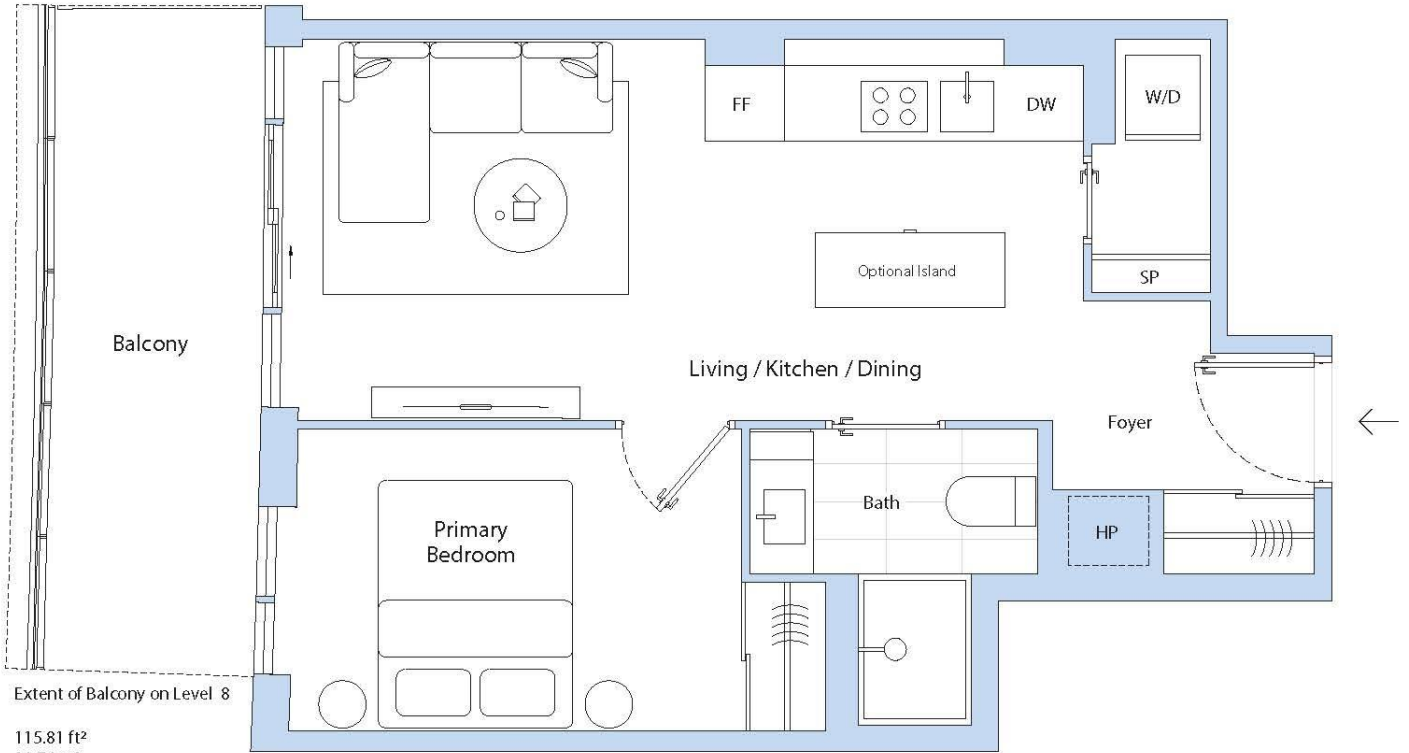 FF
DW
W/D
Optional Island
SP
Balcony
Living / Kitchen / Dining
Foyer
Primary
Bedroom
Bath
HP
Extent of Balcony on Level 8
115.81 ft²